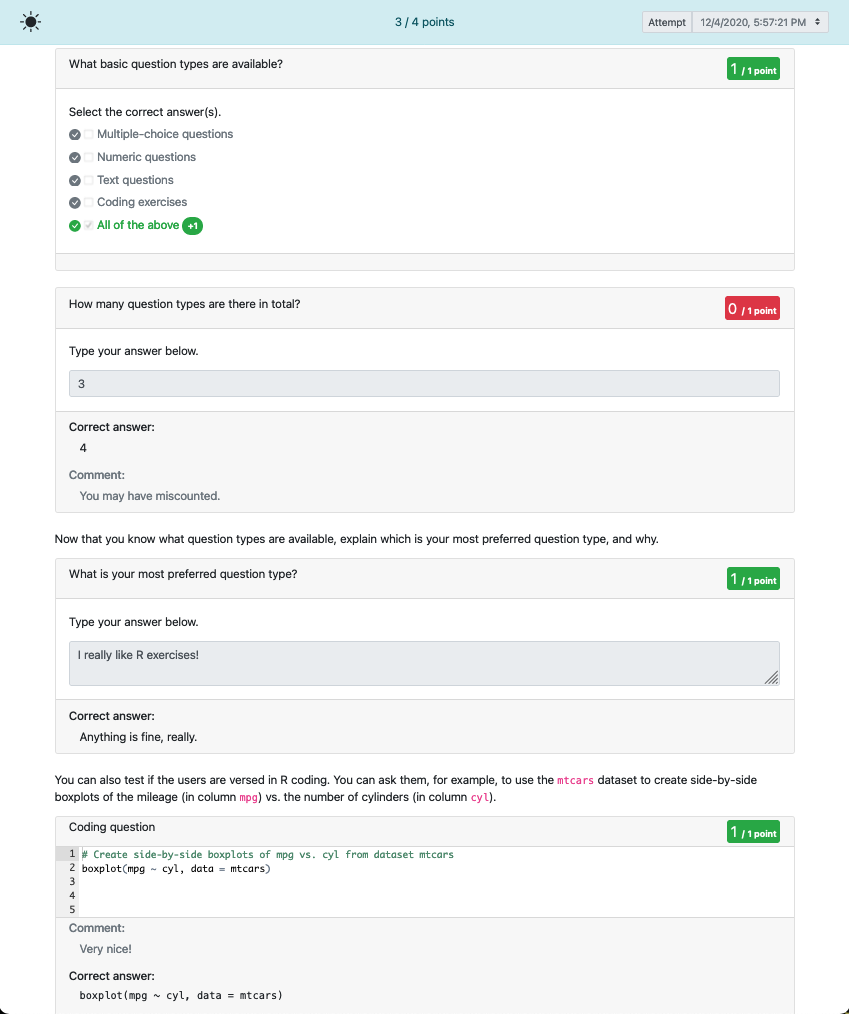 3 / 4 points
Attempt 12/4/2020, 5:57:21 PM
What basic question types are available?
1 / 1 point
Select the correct answer(s).
Multiple-choice questions
Numeric questions
Text questions
Coding exercises
All of the above +1
How many question types are there in total?
0 / 1 point
Type your answer below.
3
Correct answer:
4
Comment:
You may have miscounted.
Now that you know what question types are available, explain which is your most preferred question type, and why.
What is your most preferred question type?
1 / 1 point
Type your answer below.
I really like R exercises!
Correct answer:
Anything is fine, really.
You can also test if the users are versed in R coding. You can ask them, for example, to use the mtcars dataset to create side-by-side
boxplots of the mileage (in column mpg) vs. the number of cylinders (in column cyl).
Coding question
1 / 1 point
1 # Create side-by-side boxplots of mpg vs. cyl from dataset mtcars
2 boxplot(mpg ~ cyl, data = mtcars)
3
4
5
Comment:
Very nice!
Correct answer:
boxplot(mpg ~ cyl, data = mtcars)